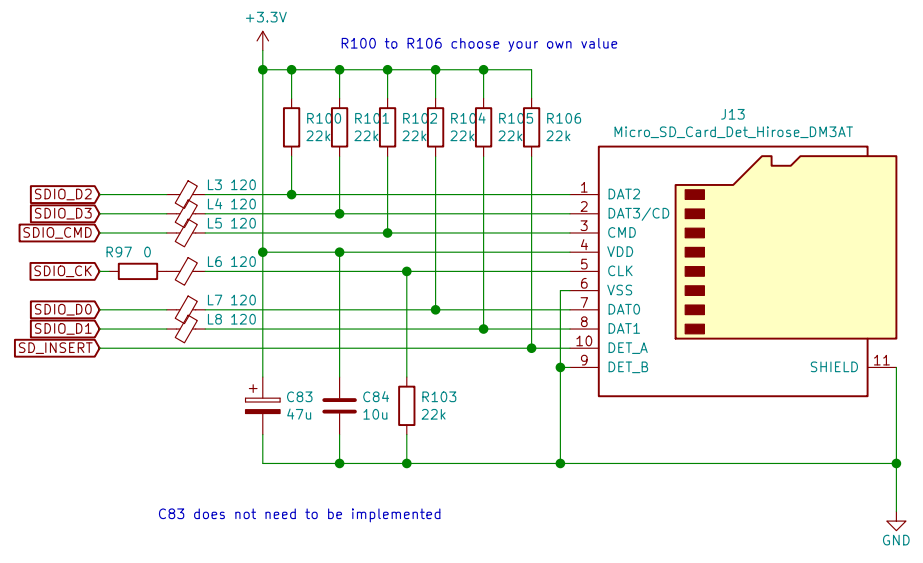 +3.3V
R100 to R106 choose your own value
R100 R101 R102 R104 R105 R106
22k 22k 22k 22k 22k 22k
J13
Micro_SD_Card_Det_Hirose_DM3AT
SDIO_D2 L3 120 1 DAT2
SDIO_D3 L4 120 2 DAT3/CD
SDIO_CMD L5 120 3 CMD
4 VDD
R97 0
SDIO_CK L6 120 5 CLK
6 VSS
SDIO_D0 L7 120 7 DAT0
SDIO_D1 L8 120 8 DAT1
SD_INSERT 10 DET_A
9 DET_B SHIELD 11
+
C83 C84 R103
47u 10u 22k
C83 does not need to be implemented
GND